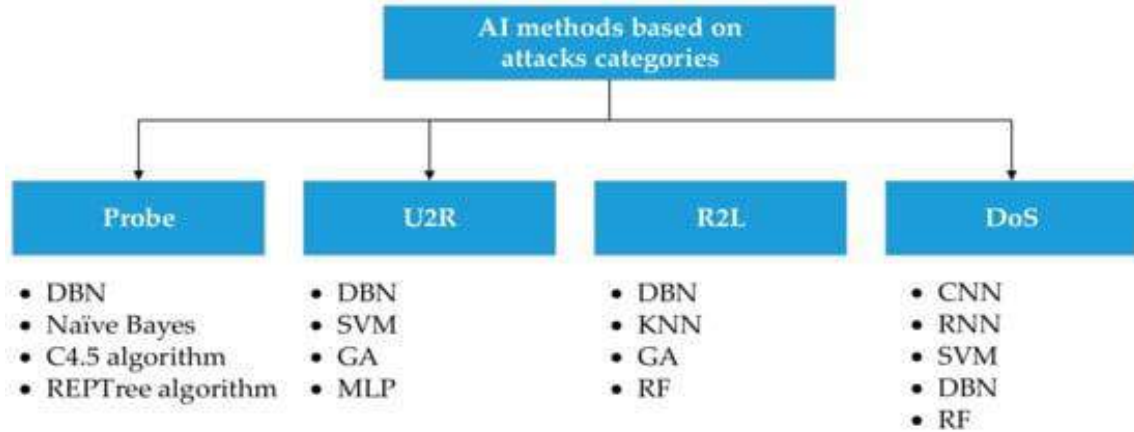 AI methods based on
attacks categories
Probe
• DBN
• Naïve Bayes
• C4.5 algorithm
• REPTree algorithm
U2R
• DBN
• SVM
• GA
• MLP
R2L
• DBN
• KNN
• GA
• RF
DoS
• CNN
• RNN
• SVM
• DBN
• RF